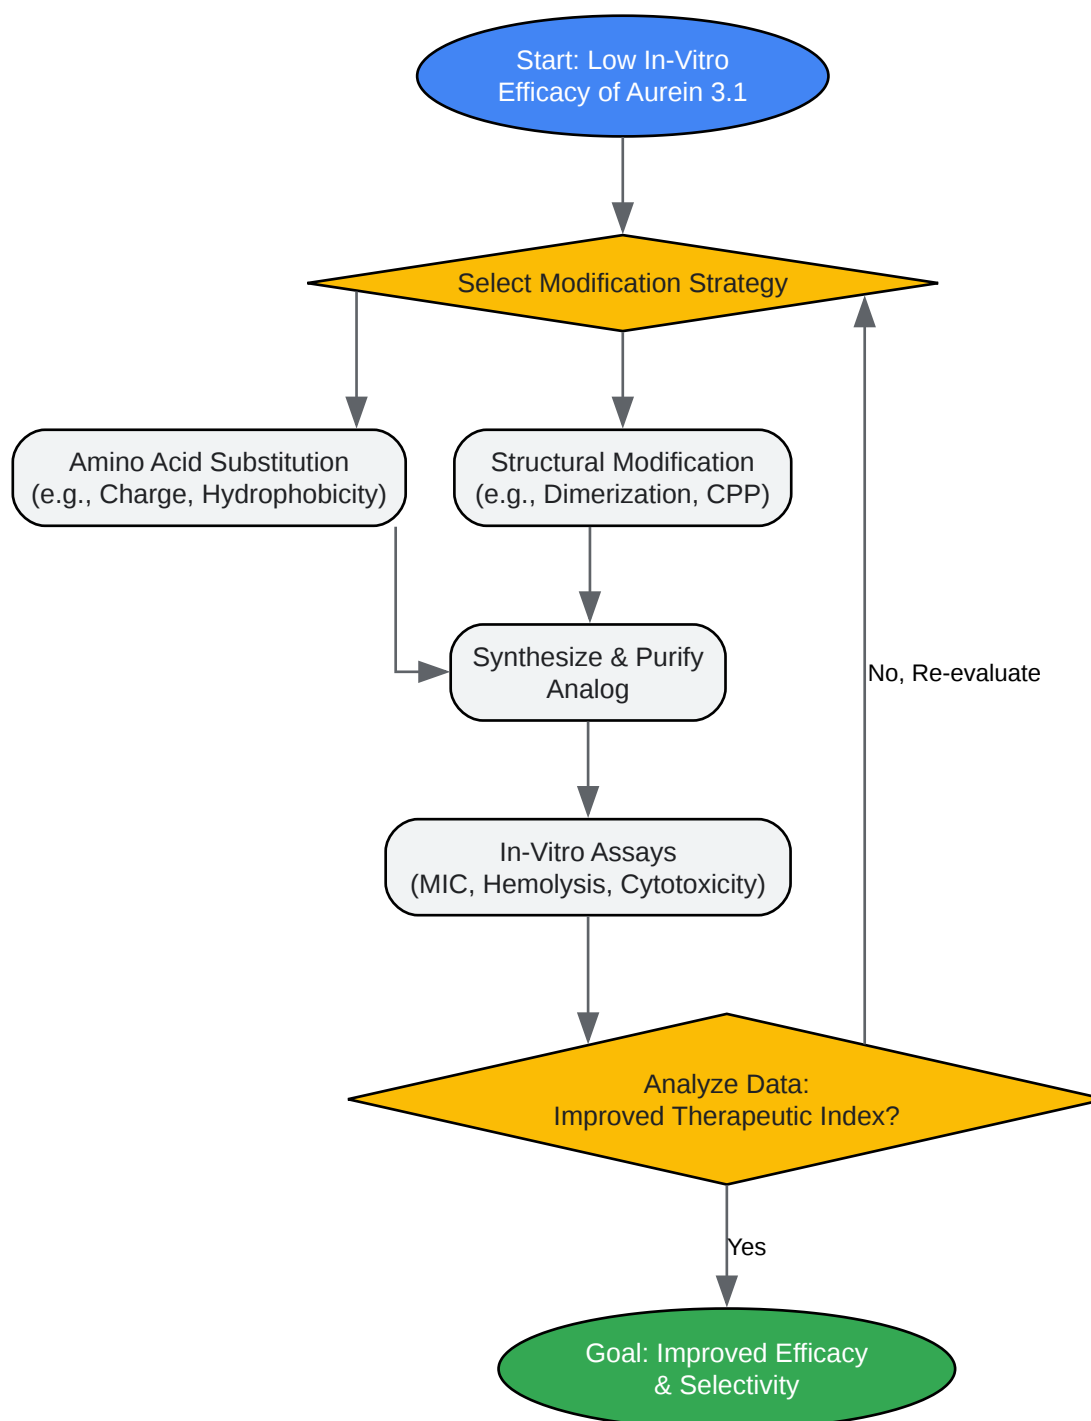 Start: Low In-Vitro
Efficacy of Aurein 3.1
Select Modification Strategy
Amino Acid Substitution
(e.g., Charge, Hydrophobicity)
Structural Modification
(e.g., Dimerization, CPP)
Synthesize & Purify
Analog
No, Re-evaluate
In-Vitro Assays
(MIC, Hemolysis, Cytotoxicity)
Analyze Data:
Improved Therapeutic Index?
Yes
Goal: Improved Efficacy
& Selectivity